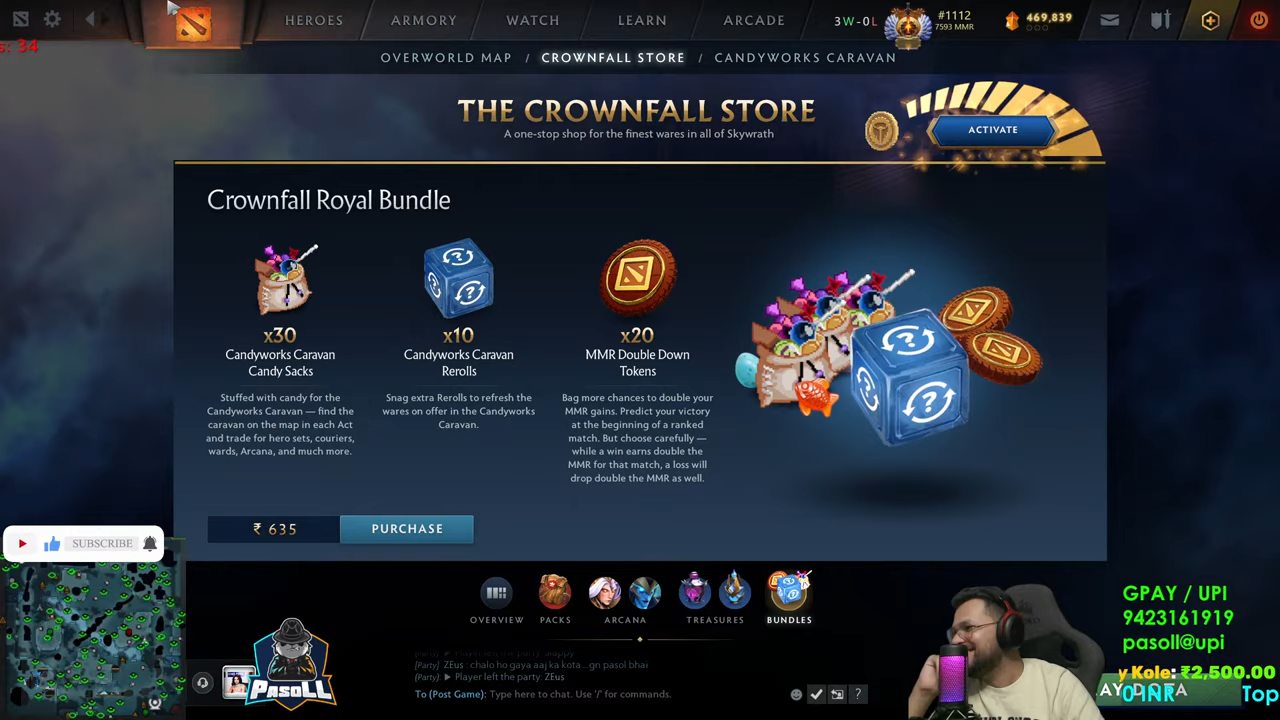 HEROES
ARMORY
WATCH
LEARN
ARCADE
3W-0L
#1112
7593 MMR
469,839
s: 34
OVERWORLD MAP / CROWNFALL STORE / CANDYWORKS CARAVAN
THE CROWNFALL STORE
A one-stop shop for the finest wares in all of Skywrath
ACTIVATE
Crownfall Royal Bundle
x30
Candyworks Caravan
Candy Sacks
Stuffed with candy for the
Candyworks Caravan — find the
caravan on the map in each Act
and trade for hero sets, couriers,
wards, Arcana, and much more.
x10
Candyworks Caravan
Rerolls
Snag extra Rerolls to refresh the
wares on offer in the Candyworks
Caravan.
x20
MMR Double Down
Tokens
Bag more chances to double your
MMR gains. Predict your victory
at the beginning of a ranked
match. But choose carefully —
while a win earns double the
MMR for that match, a loss will
drop double the MMR as well.
₹ 635
PURCHASE
SUBSCRIBE
OVERVIEW
PACKS
ARCANA
TREASURES
BUNDLES
[Party] ZEus: chalo ho gaya aaj ka kota...gn pasol bhai
[Party] ▶ Player left the party: ZEus
To (Post Game): Type here to chat. Use '/' for commands.
?
PASOLL
GPAY / UPI
9423161919
pasoll@upi
y Kole: ₹2,500.00
0 INR
Top